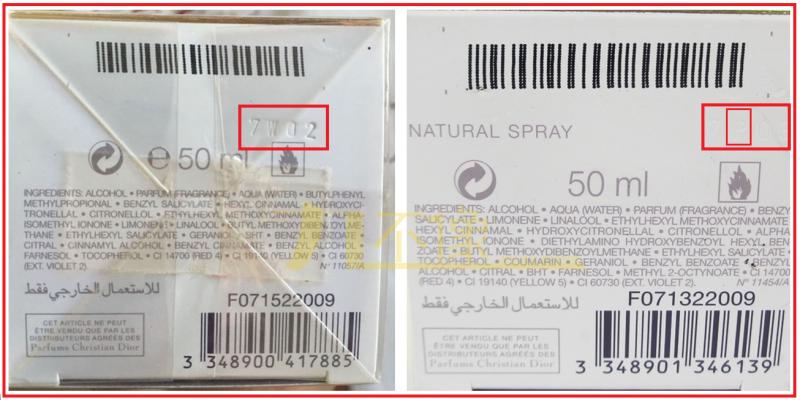 7W02
℮ 50 ml
INGREDIENTS: ALCOHOL • PARFUM (FRAGRANCE) • AQUA (WATER) • BUTYLPHENYL
METHYLPROPIONAL • BENZYL SALICYLATE • HEXYL CINNAMAL • HYDROXYCI-
TRONELLAL • CITRONELLOL • ETHYLHEXYL METHOXYCINNAMATE • ALPHA-
ISOMETHYL IONONE • LIMONENE • LINALOOL • BUTYL METHOXYDIBENZOYLME-
THANE • ETHYLHEXYL SALICYLATE • GERANIOL • BHT • BENZYL BENZOATE
• CITRAL • CINNAMYL ALCOHOL • BENZYL CINNAMATE
FARNESOL • TOCOPHEROL • CI 14700 (RED 4) • CI 19140 (YELLOW 5) • CI 60730
(EXT. VIOLET 2). N° 11057/A
للاستعمال الخارجي فقط
F071522009
CET ARTICLE NE PEUT
ÊTRE VENDU QUE PAR LES
DISTRIBUTEURS AGRÉÉS DES
Parfums Christian Dior
3 348900 417885
NATURAL SPRAY
50 ml
INGREDIENTS: ALCOHOL • AQUA (WATER) • PARFUM (FRAGRANCE) • BENZY
SALICYLATE • LIMONENE • LINALOOL • ETHYLHEXYL METHOXYCINNAMATE
HEXYL CINNAMAL • HYDROXYCITRONELLAL • CITRONELLOL • ALPHA
ISOMETHYL IONONE • DIETHYLAMINO HYDROXYBENZOYL HEXYL BEN
ZOATE • BUTYL METHOXYDIBENZOYLMETHANE • ETHYLHEXYL SALICYLATE
TOCOPHEROL • COUMARIN • GERANIOL • BENZYL BENZOATE • BENZYL
ALCOHOL • CITRAL • BHT • FARNESOL • METHYL 2-OCTYNOATE • CI 14700
(RED 4) • CI 19140 (YELLOW 5) • CI 60730 (EXT. VIOLET 2). N° 11454/A
للاستعمال الخارجي فقط
F071322009
CET ARTICLE NE PEUT
ÊTRE VENDU QUE PAR LES
DISTRIBUTEURS AGRÉÉS DES
Parfums Christian Dior
3 348901 346139